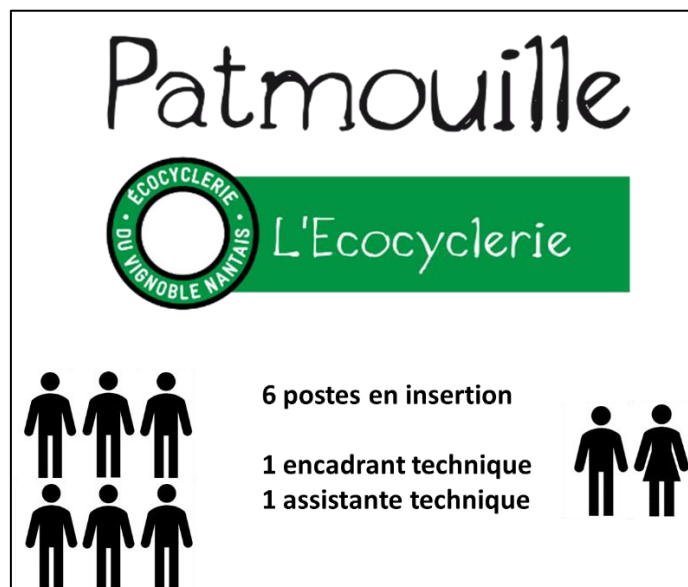 Patmouille
• ÉCOCYCLERIE •
DU VIGNOBLE NANTAIS
L'Ecocyclerie
6 postes en insertion
1 encadrant technique
1 assistante technique